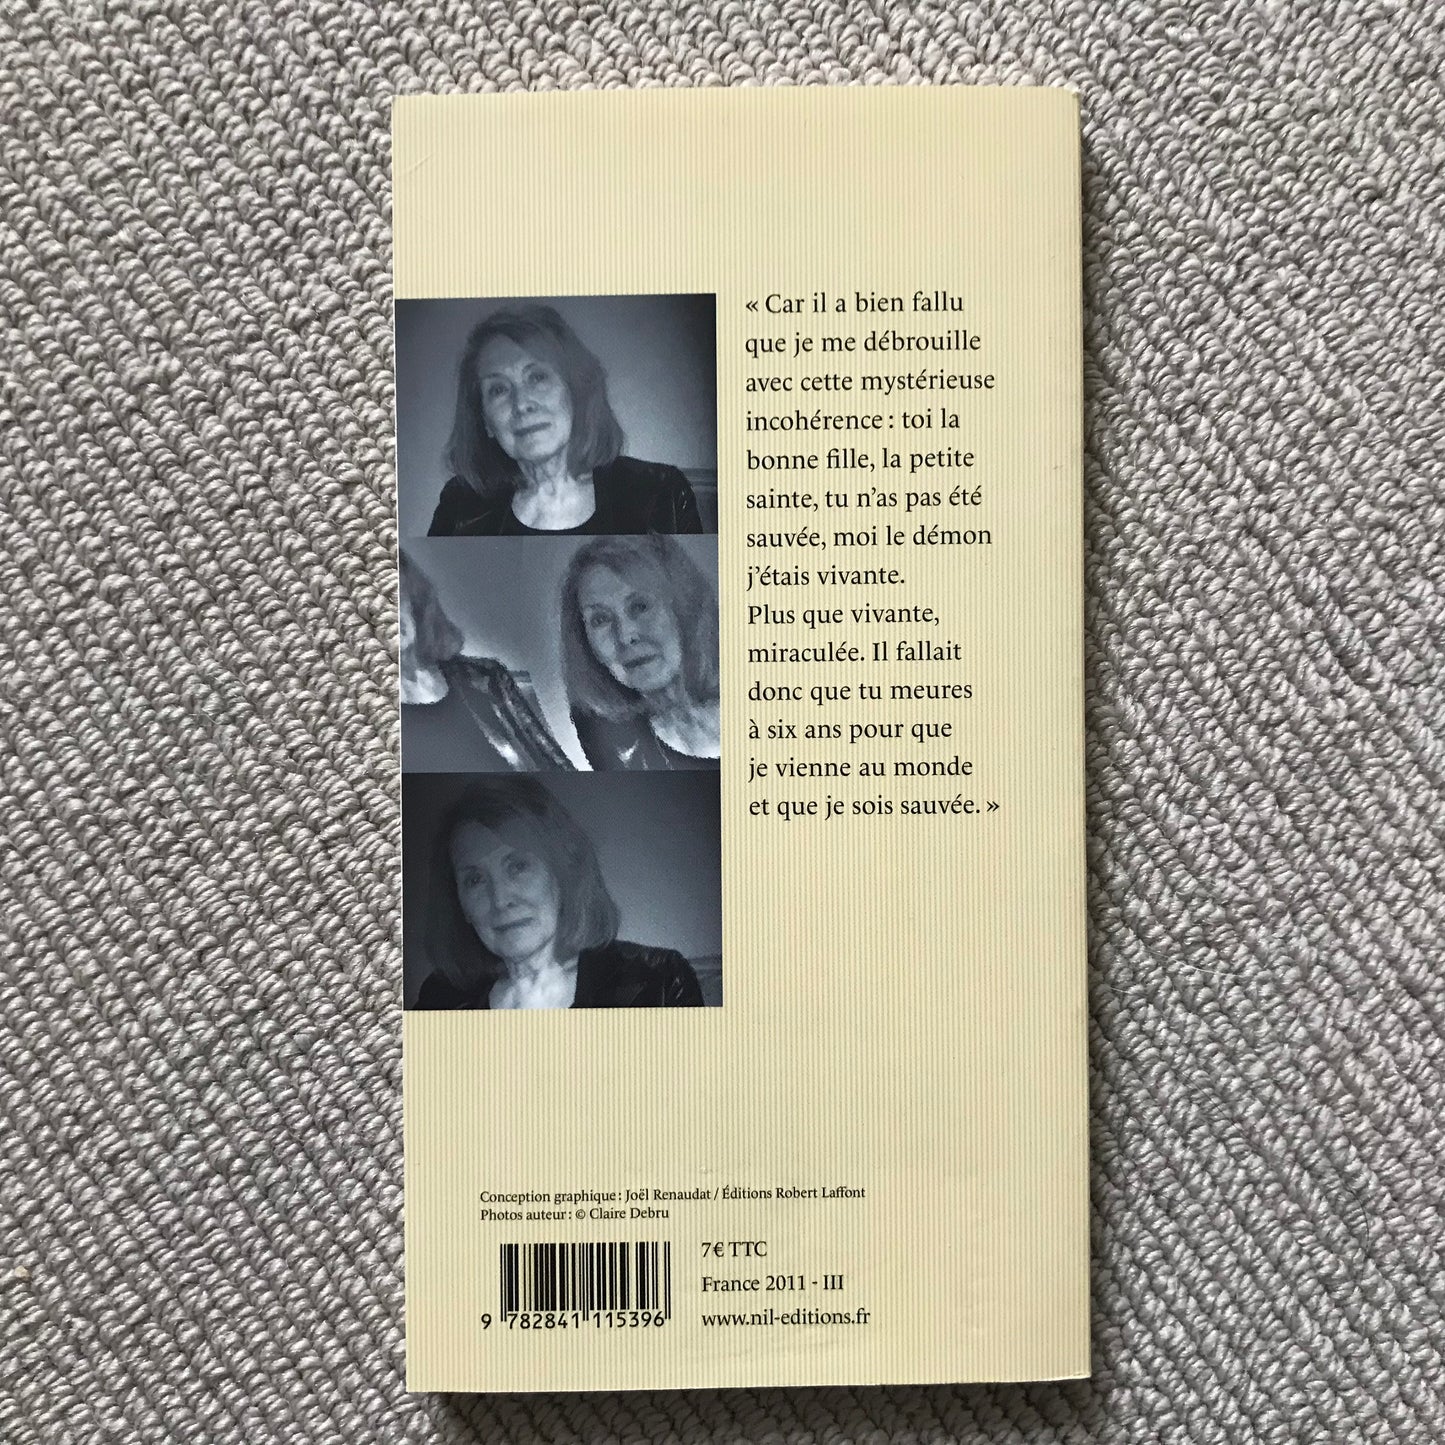 « Car il a bien fallu
que je me débrouille
avec cette mystérieuse
incohérence : toi la
bonne fille, la petite
sainte, tu n’as pas été
sauvée, moi le démon
j’étais vivante.
Plus que vivante,
miraculée. Il fallait
donc que tu meures
à six ans pour que
je vienne au monde
et que je sois sauvée. »
Conception graphique : Joël Renaudat / Éditions Robert Laffont
Photos auteur : © Claire Debru
9 782841 115396
7 € TTC
France 2011 - III
www.nil-editions.fr